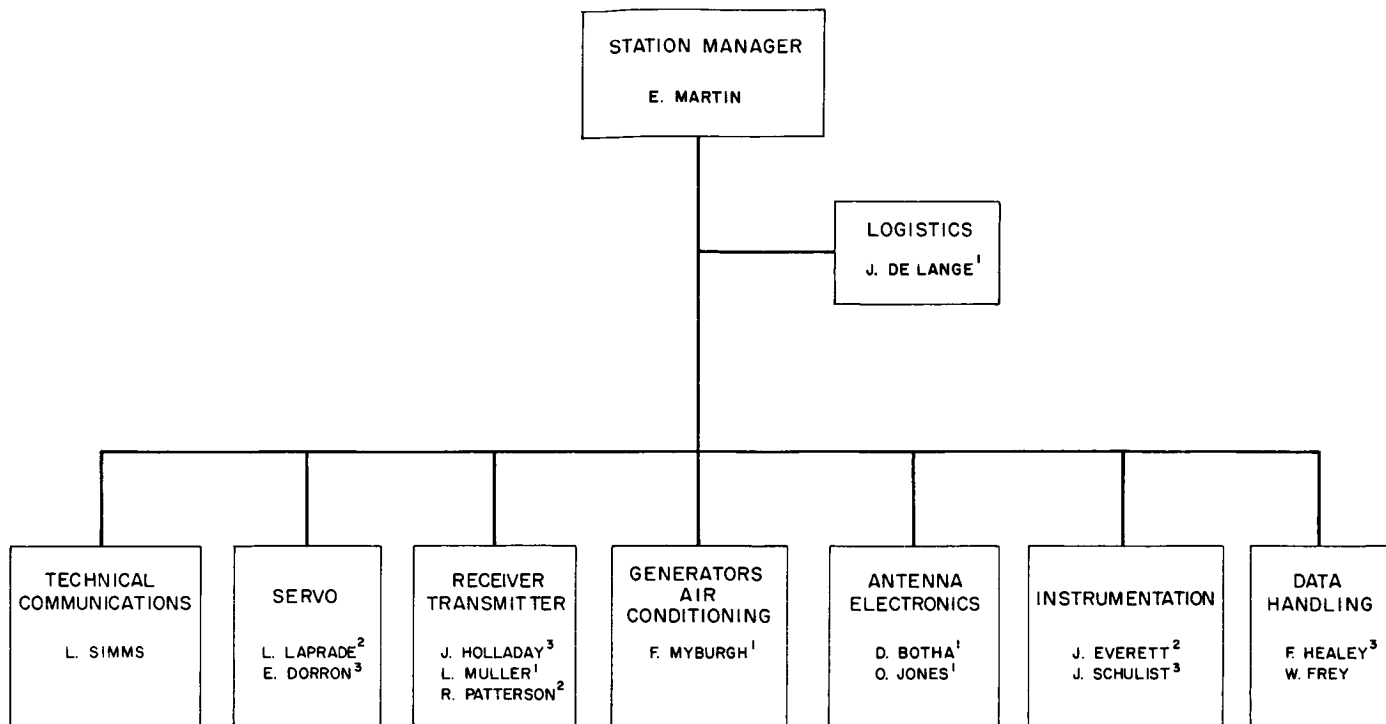 STATION MANAGER
E. MARTIN
LOGISTICS
J. DE LANGE¹
TECHNICAL
COMMUNICATIONS
L. SIMMS
SERVO
L. LAPRADE²
E. DORRON³
RECEIVER
TRANSMITTER
J. HOLLADAY³
L. MULLER¹
R. PATTERSON²
GENERATORS
AIR
CONDITIONING
F. MYBURGH¹
ANTENNA
ELECTRONICS
D. BOTHA¹
O. JONES¹
INSTRUMENTATION
J. EVERETT²
J. SCHULIST³
DATA
HANDLING
F. HEALEY³
W. FREY